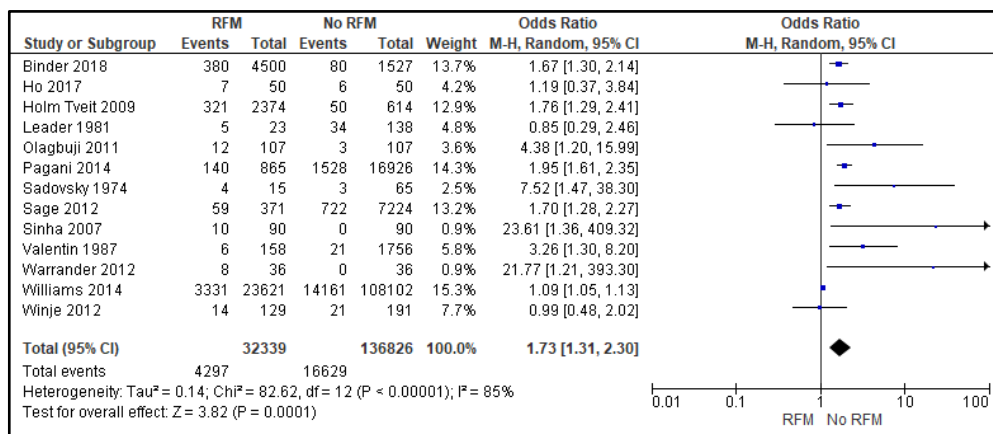 RFM No RFM Odds Ratio Odds Ratio
Study or Subgroup Events Total Events Total Weight M-H, Random, 95% CI M-H, Random, 95% CI
Binder 2018 380 4500 80 1527 13.7% 1.67 [1.30, 2.14]
Ho 2017 7 50 6 50 4.2% 1.19 [0.37, 3.84]
Holm Tveit 2009 321 2374 50 614 12.9% 1.76 [1.29, 2.41]
Leader 1981 5 23 34 138 4.8% 0.85 [0.29, 2.46]
Olagbuji 2011 12 107 3 107 3.6% 4.38 [1.20, 15.99]
Pagani 2014 140 865 1528 16926 14.3% 1.95 [1.61, 2.35]
Sadovsky 1974 4 15 3 65 2.5% 7.52 [1.47, 38.30]
Sage 2012 59 371 722 7224 13.2% 1.70 [1.28, 2.27]
Sinha 2007 10 90 0 90 0.9% 23.61 [1.36, 409.32]
Valentin 1987 6 158 21 1756 5.8% 3.26 [1.30, 8.20]
Warrander 2012 8 36 0 36 0.9% 21.77 [1.21, 393.30]
Williams 2014 3331 23621 14161 108102 15.3% 1.09 [1.05, 1.13]
Winje 2012 14 129 21 191 7.7% 0.99 [0.48, 2.02]
Total (95% CI) 32339 136826 100.0% 1.73 [1.31, 2.30]
Total events 4297 16629
Heterogeneity: Tau² = 0.14; Chi² = 82.62, df = 12 (P < 0.00001); I² = 85%
Test for overall effect: Z = 3.82 (P = 0.0001)
0.01 0.1 1 10 100
RFM No RFM